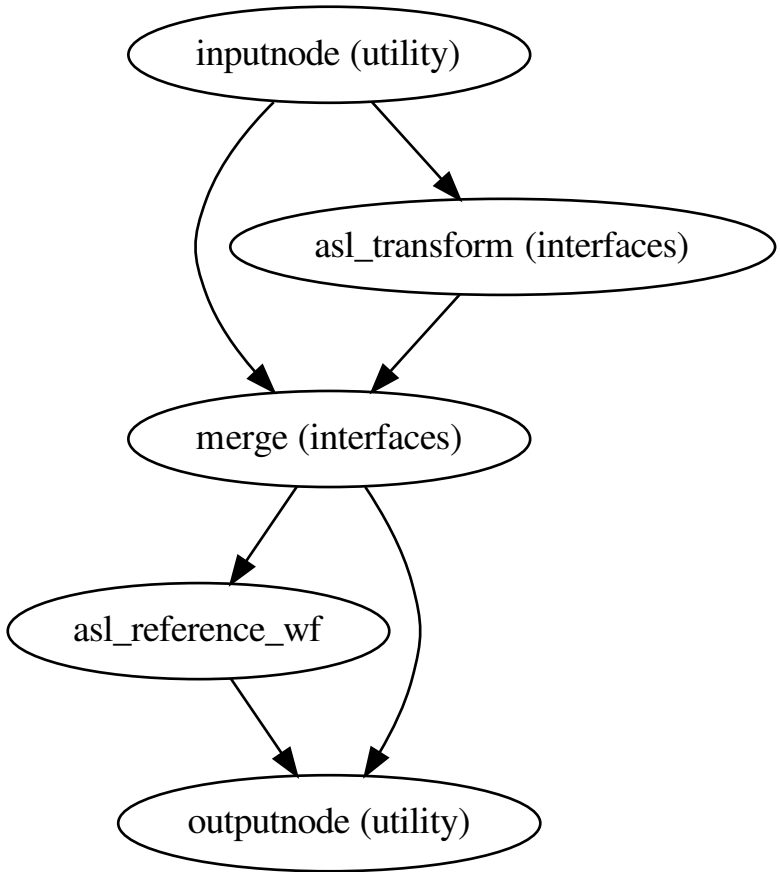 inputnode (utility)
asl_transform (interfaces)
merge (interfaces)
asl_reference_wf
outputnode (utility)